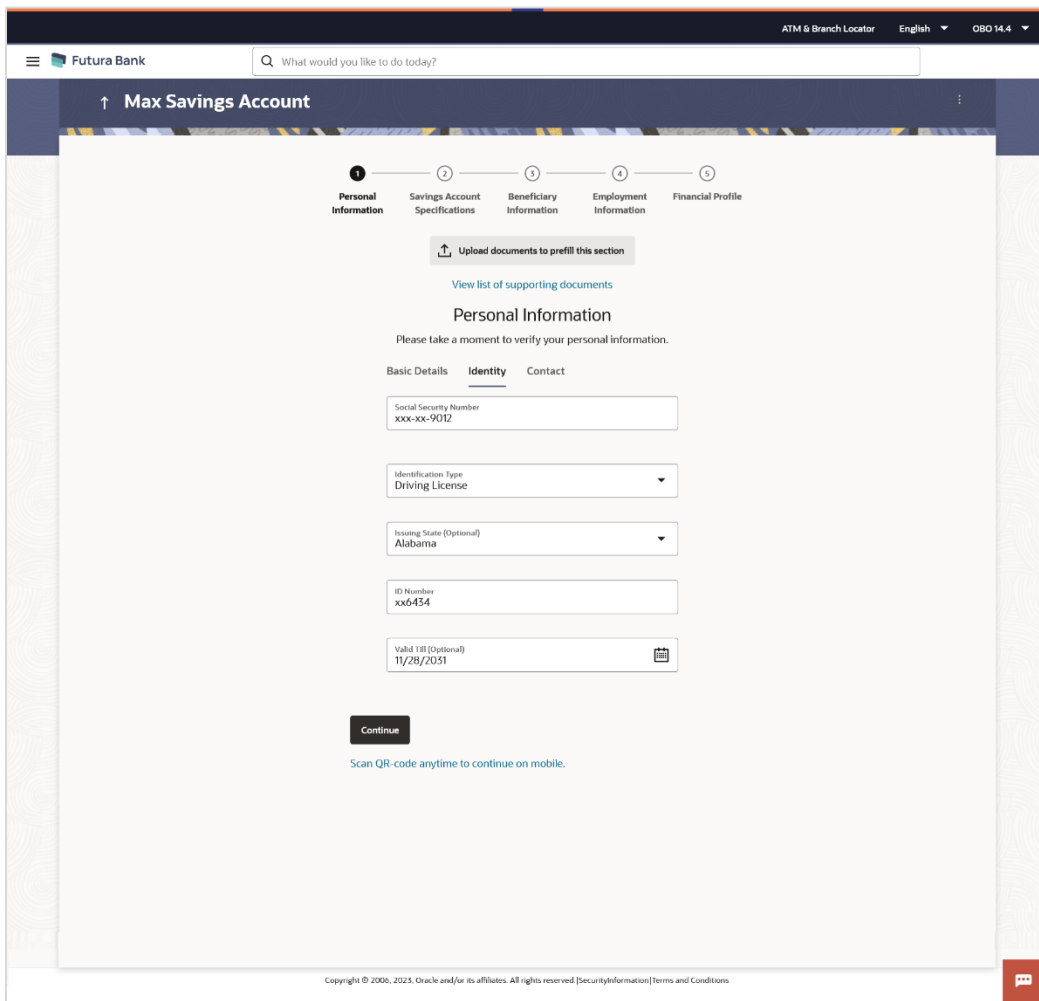 ATM & Branch Locator English OBO 14.4
Futura Bank What would you like to do today?
Max Savings Account
1 2 3 4 5
Personal Information Savings Account Specifications Beneficiary Information Employment Information Financial Profile
Upload documents to prefill this section
View list of supporting documents
Personal Information
Please take a moment to verify your personal information.
Basic Details Identity Contact
Social Security Number
xxx-xx-9012
Identification Type
Driving License
Issuing State (Optional)
Alabama
ID Number
xx6434
Valid Till (Optional)
11/28/2031
Continue
Scan QR-code anytime to continue on mobile.
Copyright © 2006, 2023, Oracle and/or its affiliates. All rights reserved.|SecurityInformation|Terms and Conditions